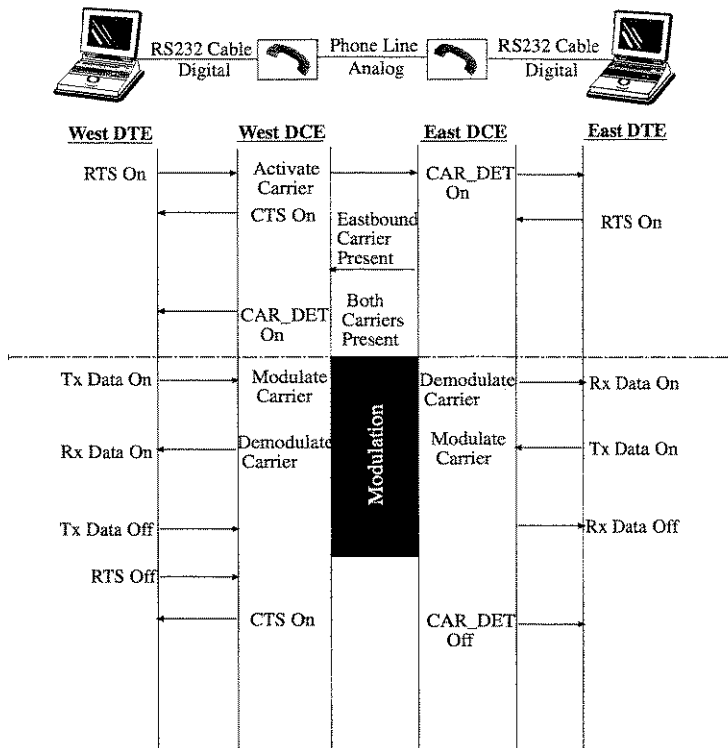 RS232 Cable
Digital
Phone Line
Analog
RS232 Cable
Digital
West DTE
West DCE
East DCE
East DTE
RTS On
Activate
Carrier
CAR_DET
On
CTS On
Eastbound
Carrier
Present
RTS On
CAR_DET
On
Both
Carriers
Present
Tx Data On
Modulate
Carrier
Demodulate
Carrier
Rx Data On
Rx Data On
Demodulate
Carrier
Modulation
Modulate
Carrier
Tx Data On
Tx Data Off
Rx Data Off
RTS Off
CTS On
CAR_DET
Off